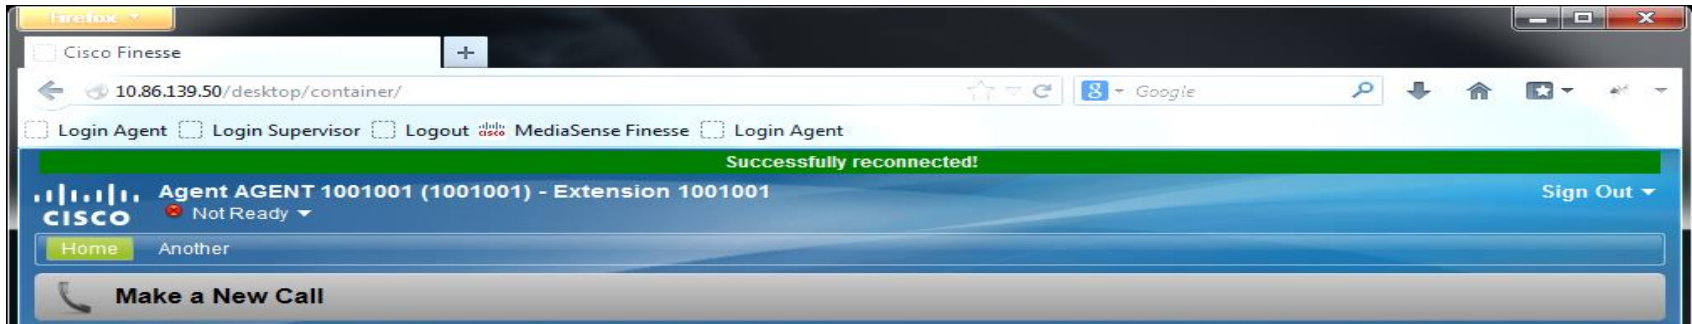 Firefox
Cisco Finesse
10.86.139.50/desktop/container/
Google
Login Agent Login Supervisor Logout MediaSense Finesse Login Agent
Successfully reconnected!
Agent AGENT 1001001 (1001001) - Extension 1001001
Sign Out
CISCO
Not Ready
Home Another
Make a New Call